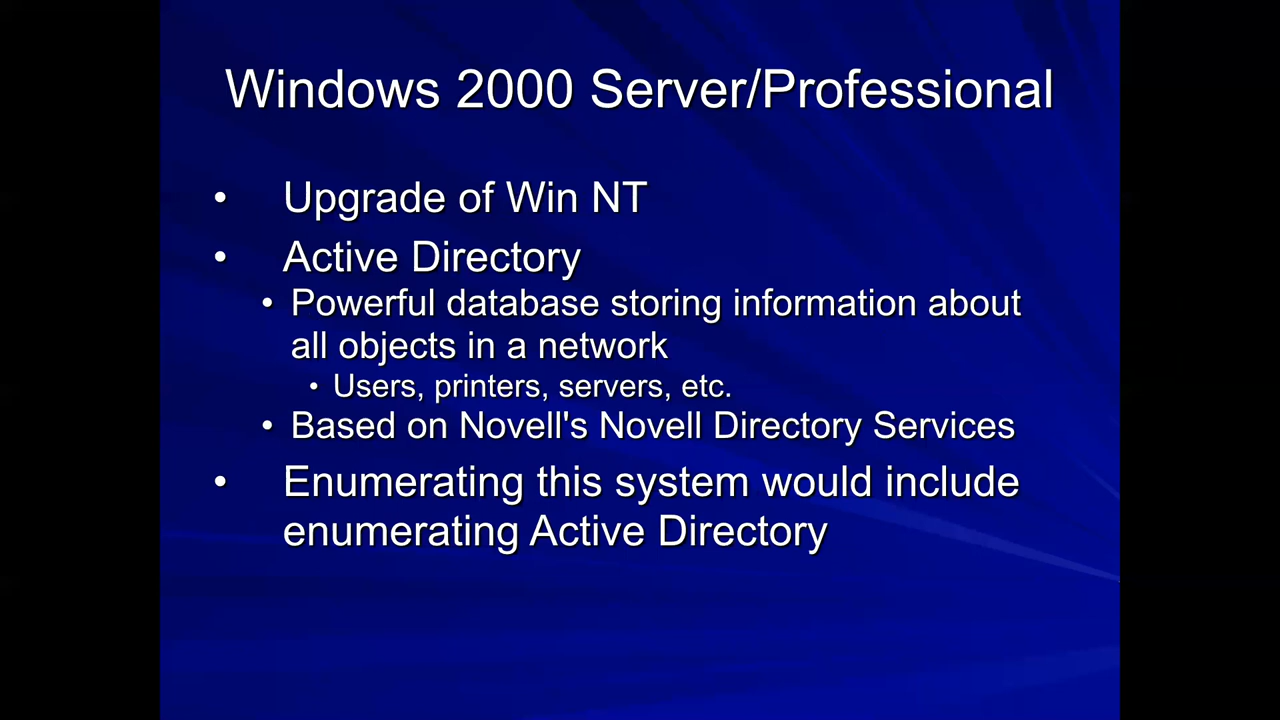 Windows 2000 Server/Professional
• Upgrade of Win NT
• Active Directory
• Powerful database storing information about
all objects in a network
• Users, printers, servers, etc.
• Based on Novell's Novell Directory Services
• Enumerating this system would include
enumerating Active Directory